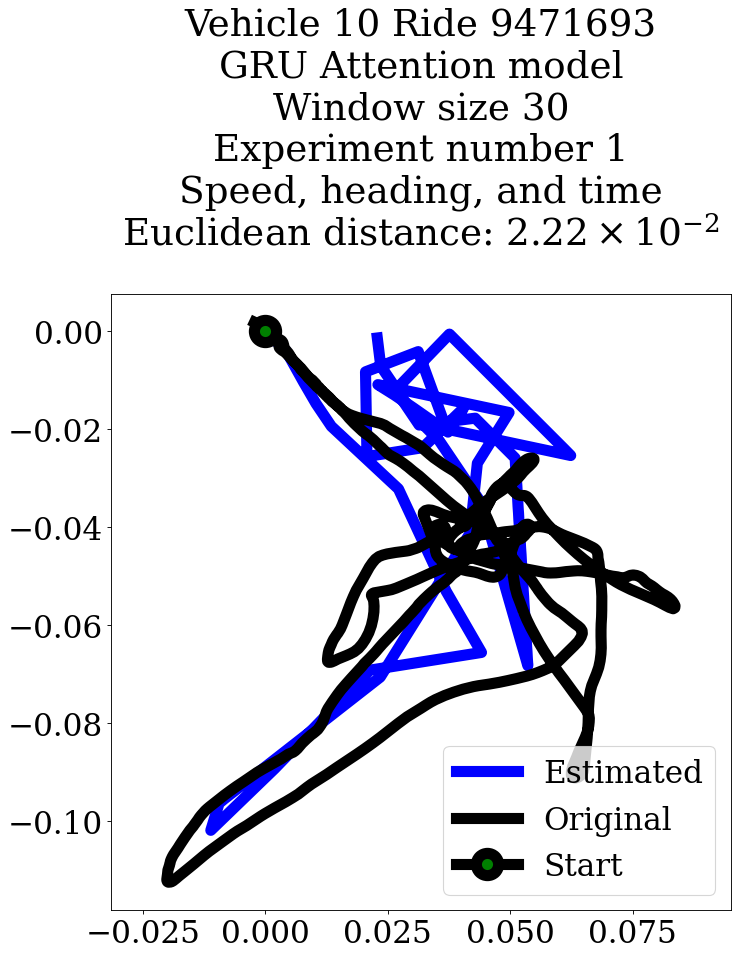 Vehicle 10 Ride 9471693
GRU Attention model
Window size 30
Experiment number 1
Speed, heading, and time
Euclidean distance: 2.22 × 10⁻²
0.00
−0.02
−0.04
−0.06
−0.08
−0.10
Estimated
Original
Start
−0.025 0.000 0.025 0.050 0.075